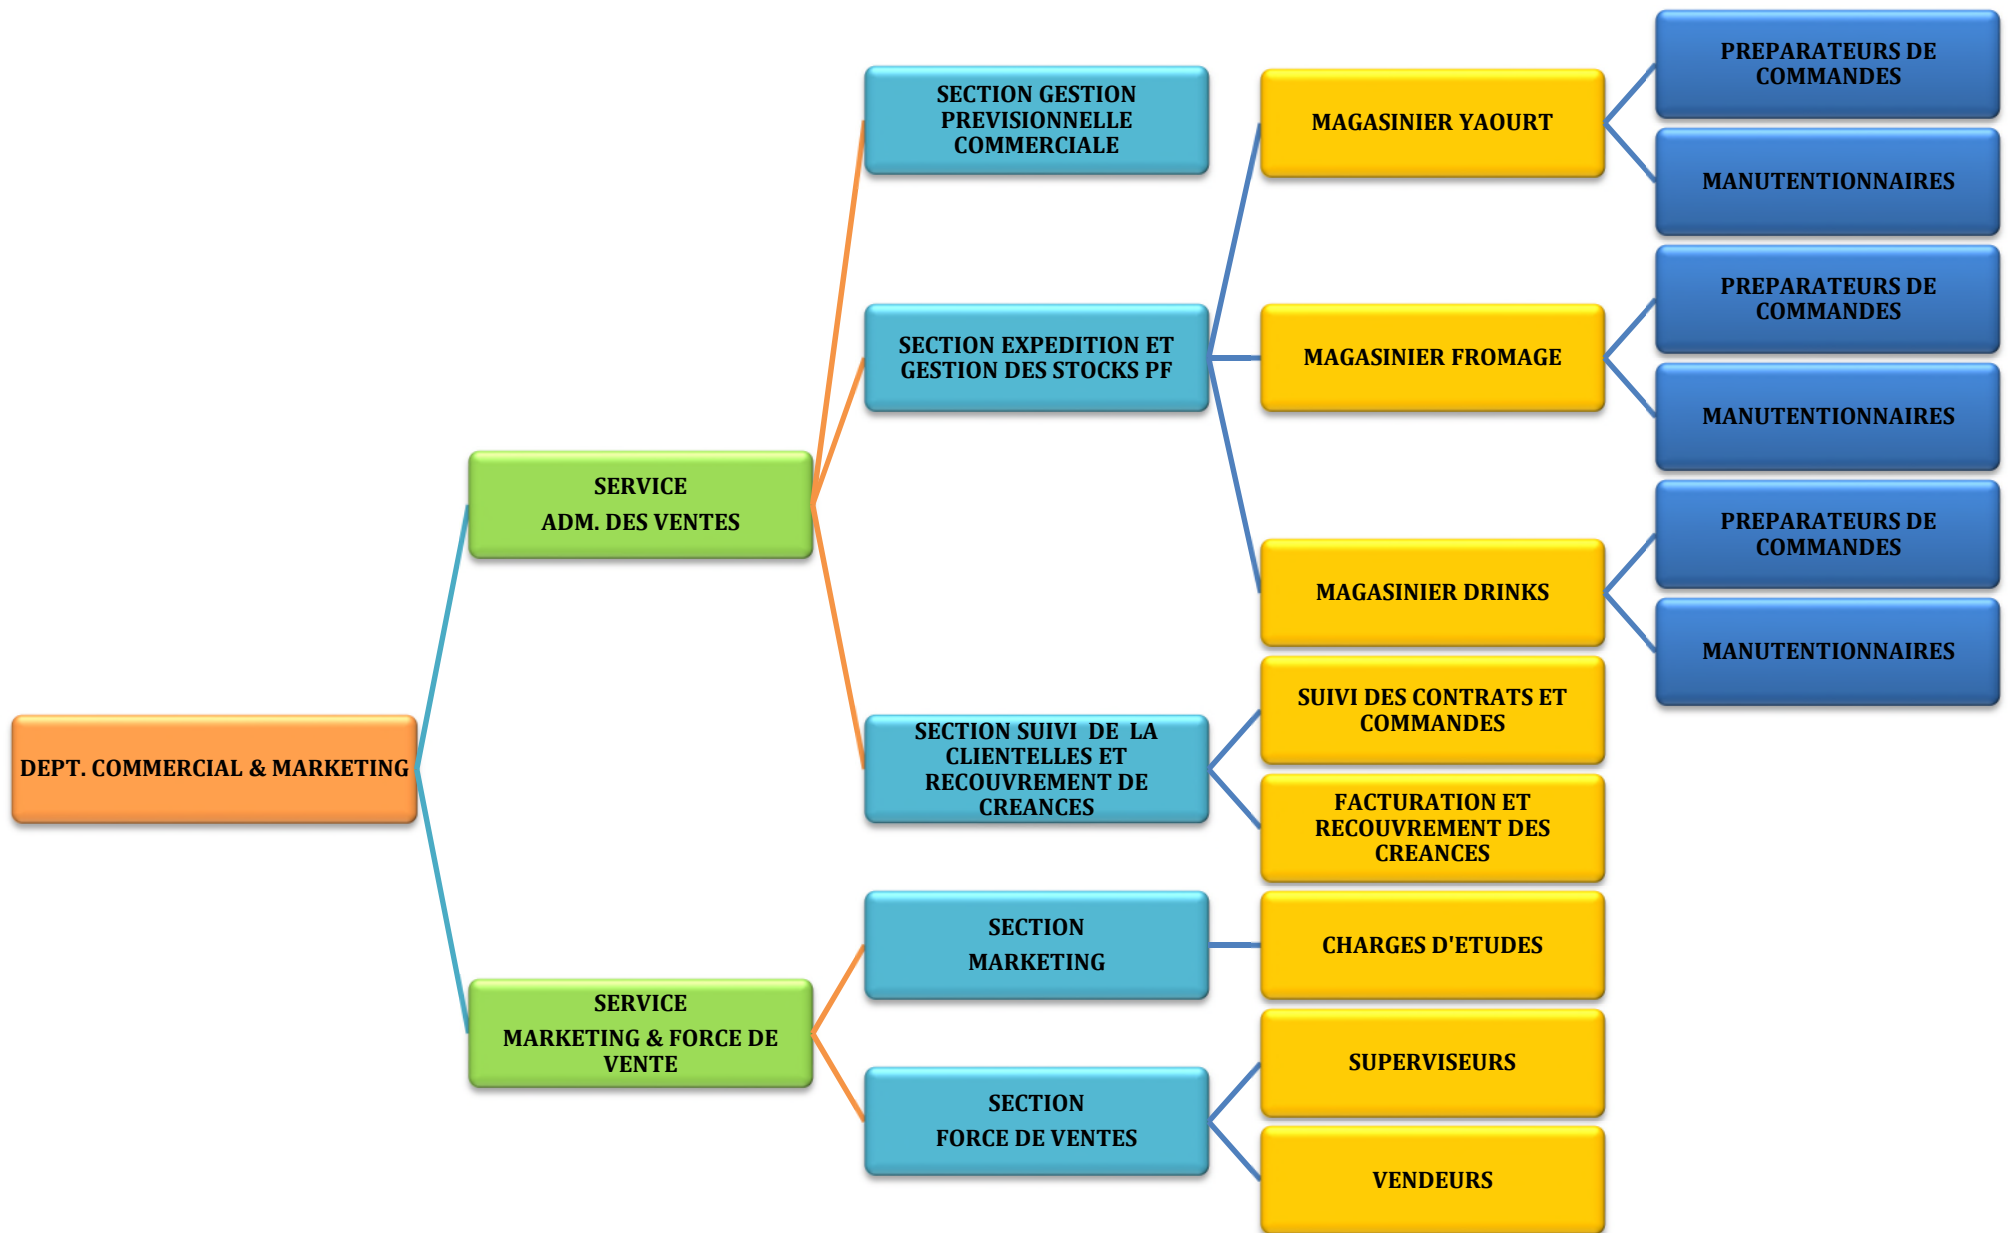 DEPT. COMMERCIAL & MARKETING
SERVICE
ADM. DES VENTES
SECTION GESTION
PREVISIONNELLE
COMMERCIALE
SECTION EXPEDITION ET
GESTION DES STOCKS PF
MAGASINIER YAOURT
PREPARATEURS DE
COMMANDES
MANUTENTIONNAIRES
MAGASINIER FROMAGE
PREPARATEURS DE
COMMANDES
MANUTENTIONNAIRES
MAGASINIER DRINKS
PREPARATEURS DE
COMMANDES
MANUTENTIONNAIRES
SECTION SUIVI DE LA
CLIENTELLES ET
RECOUVREMENT DE
CREANCES
SUIVI DES CONTRATS ET
COMMANDES
FACTURATION ET
RECOUVREMENT DES
CREANCES
SERVICE
MARKETING & FORCE DE
VENTE
SECTION
MARKETING
CHARGES D'ETUDES
SECTION
FORCE DE VENTES
SUPERVISEURS
VENDEURS